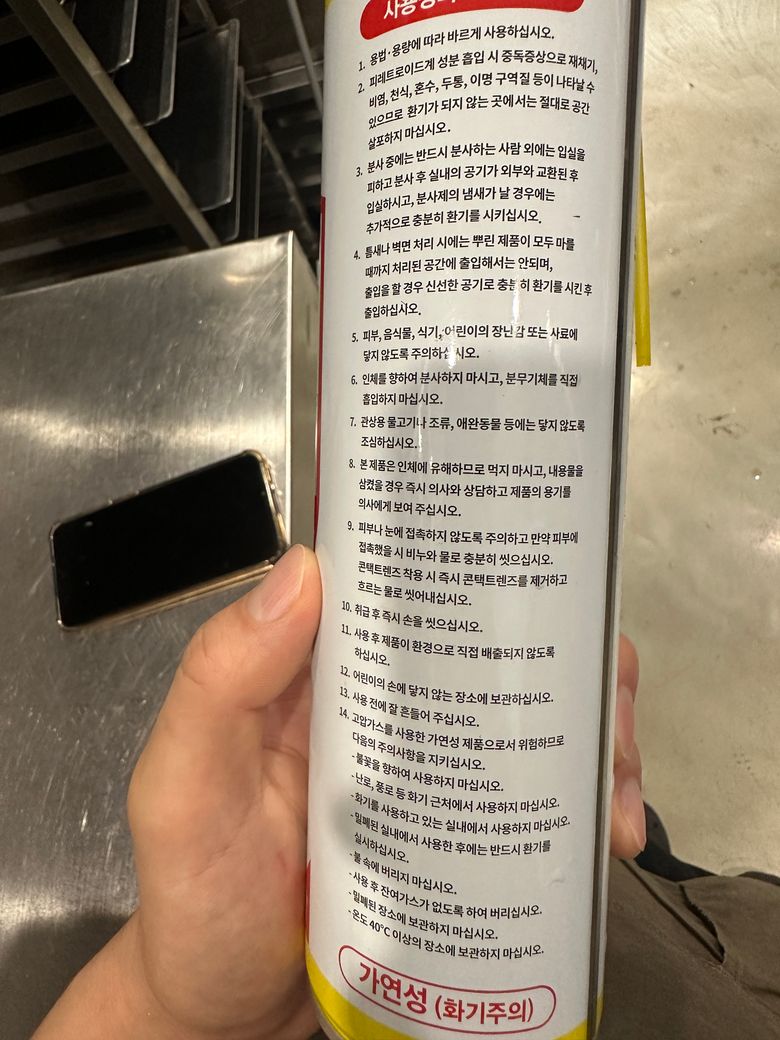 1. 용법·용량에 따라 바르게 사용하십시오.
2. 피레트로이드계 성분 흡입 시 중독증상으로 재채기,
비염, 천식, 혼수, 두통, 이명 구역질 등이 나타날 수
있으므로 환기가 되지 않는 곳에서는 절대로 공간
살포하지 마십시오.
3. 분사 중에는 반드시 분사하는 사람 외에는 입실을
피하고 분사 후 실내의 공기가 외부와 교환된 후
입실하시고, 분사제의 냄새가 날 경우에는
추가적으로 충분히 환기를 시키십시오.
4. 틈새나 벽면 처리 시에는 뿌린 제품이 모두 마를
때까지 처리된 공간에 출입해서는 안되며,
출입을 할 경우 신선한 공기로 충분히 환기를 시킨 후
출입하십시오.
5. 피부, 음식물, 식기, 어린이의 장난감 또는 사료에
닿지 않도록 주의하십시오.
6. 인체를 향하여 분사하지 마시고, 분무기체를 직접
흡입하지 마십시오.
7. 관상용 물고기나 조류, 애완동물 등에는 닿지 않도록
조심하십시오.
8. 본 제품은 인체에 유해하므로 먹지 마시고, 내용물을
삼켰을 경우 즉시 의사와 상담하고 제품의 용기를
의사에게 보여 주십시오.
9. 피부나 눈에 접촉하지 않도록 주의하고 만약 피부에
접촉했을 시 비누와 물로 충분히 씻으십시오.
콘택트렌즈 착용 시 즉시 콘택트렌즈를 제거하고
흐르는 물로 씻어내십시오.
10. 취급 후 즉시 손을 씻으십시오.
11. 사용 후 제품이 환경으로 직접 배출되지 않도록
하십시오.
12. 어린이의 손에 닿지 않는 장소에 보관하십시오.
13. 사용 전에 잘 흔들어 주십시오.
14. 고압가스를 사용한 가연성 제품으로서 위험하므로
다음의 주의사항을 지키십시오.
- 불꽃을 향하여 사용하지 마십시오.
- 난로, 풍로 등 화기 근처에서 사용하지 마십시오.
- 화기를 사용하고 있는 실내에서 사용하지 마십시오.
- 밀폐된 실내에서 사용한 후에는 반드시 환기를
실시하십시오.
- 불 속에 버리지 마십시오.
- 사용 후 잔여가스가 없도록 하여 버리십시오.
- 밀폐된 장소에 보관하지 마십시오.
- 온도 40℃ 이상의 장소에 보관하지 마십시오.
가연성 (화기주의)